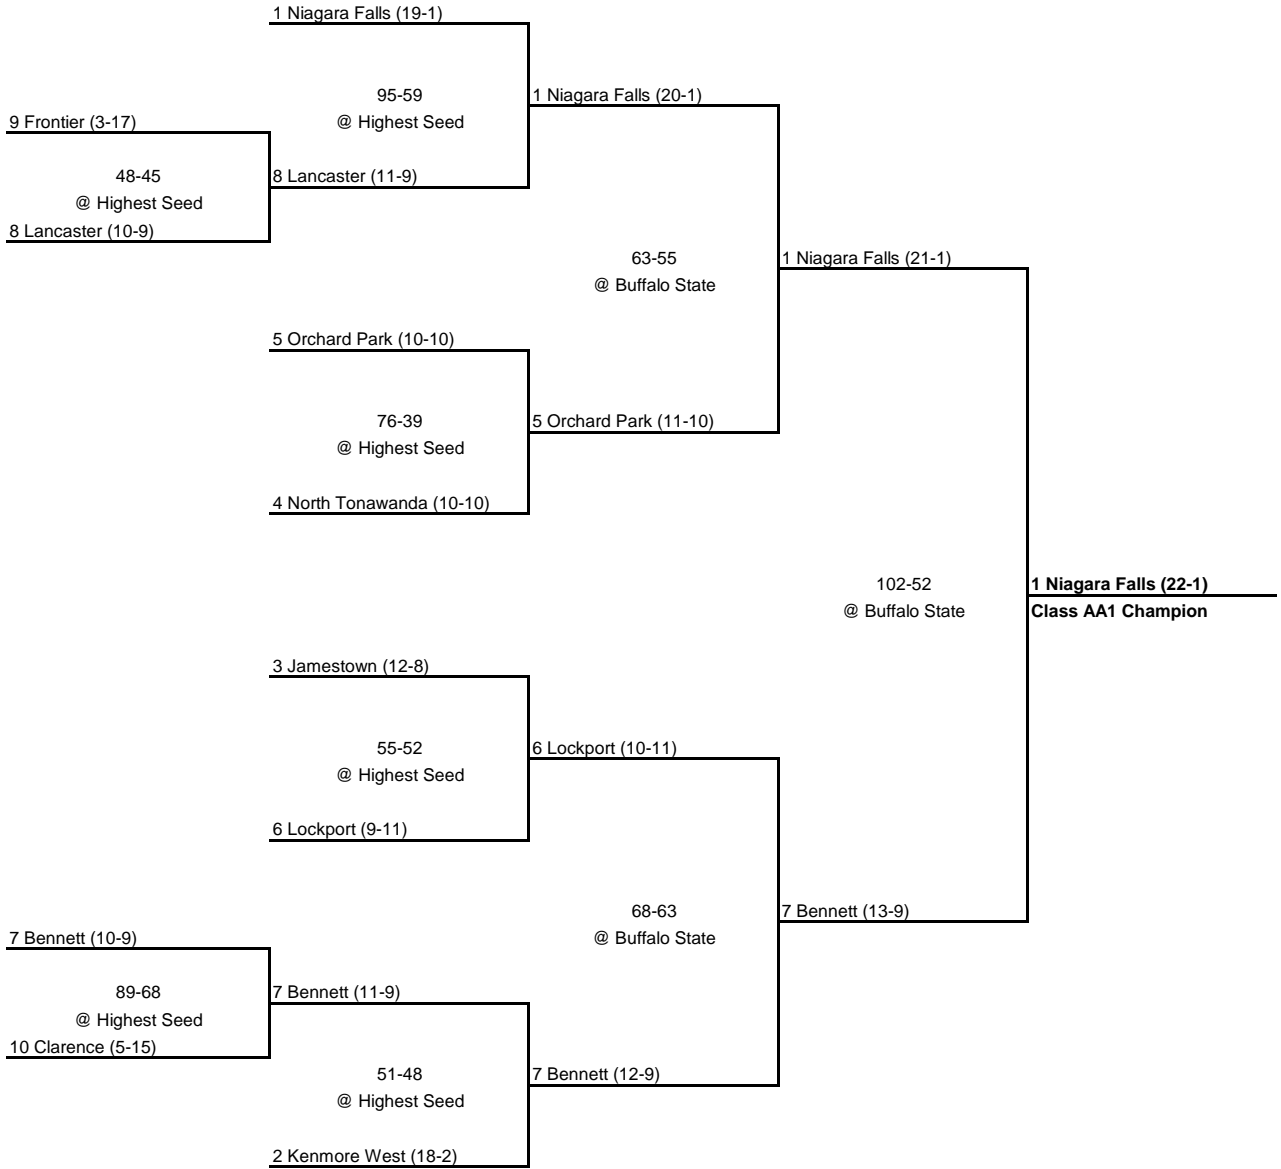 1 Niagara Falls (19-1)
95-59
@ Highest Seed
1 Niagara Falls (20-1)
9 Frontier (3-17)
48-45
@ Highest Seed
8 Lancaster (11-9)
8 Lancaster (10-9)
63-55
@ Buffalo State
1 Niagara Falls (21-1)
5 Orchard Park (10-10)
76-39
@ Highest Seed
5 Orchard Park (11-10)
4 North Tonawanda (10-10)
102-52
@ Buffalo State
1 Niagara Falls (22-1)
Class AA1 Champion
3 Jamestown (12-8)
55-52
@ Highest Seed
6 Lockport (10-11)
6 Lockport (9-11)
68-63
@ Buffalo State
7 Bennett (13-9)
7 Bennett (10-9)
89-68
@ Highest Seed
7 Bennett (11-9)
10 Clarence (5-15)
51-48
@ Highest Seed
7 Bennett (12-9)
2 Kenmore West (18-2)